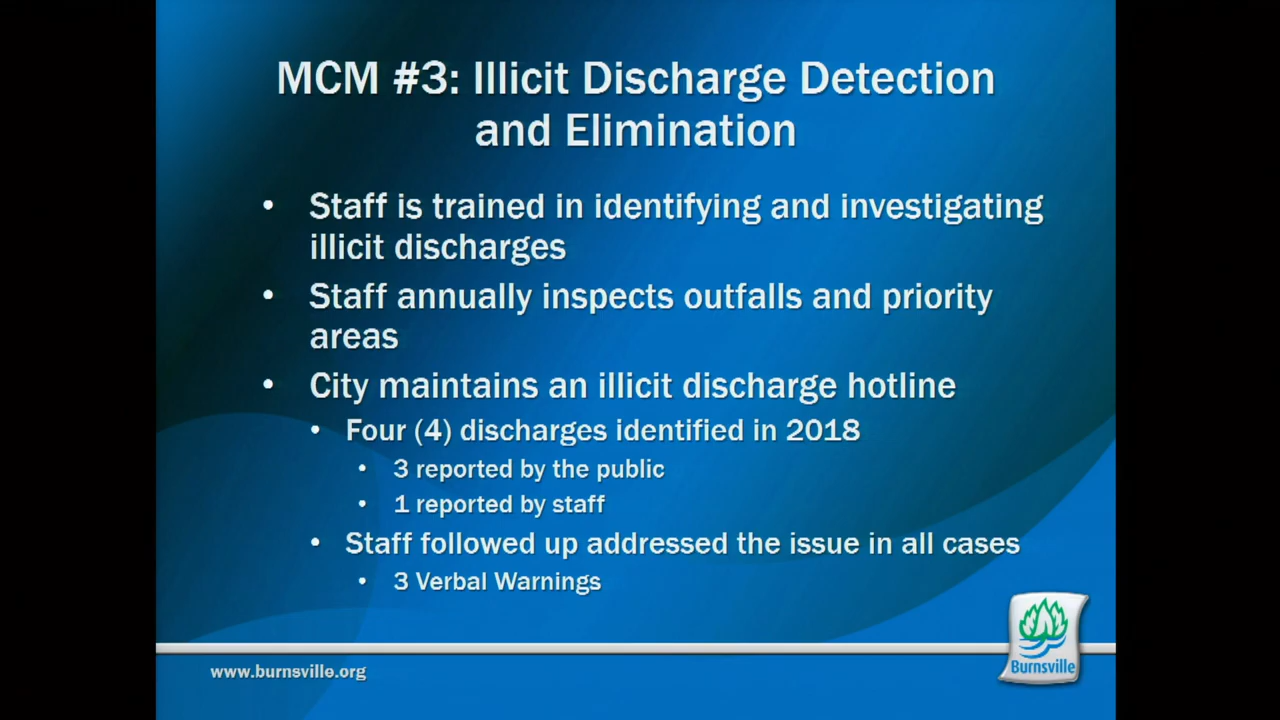 MCM #3: Illicit Discharge Detection
and Elimination
• Staff is trained in identifying and investigating
illicit discharges
• Staff annually inspects outfalls and priority
areas
• City maintains an illicit discharge hotline
• Four (4) discharges identified in 2018
• 3 reported by the public
• 1 reported by staff
• Staff followed up addressed the issue in all cases
• 3 Verbal Warnings
www.burnsville.org
Burnsville